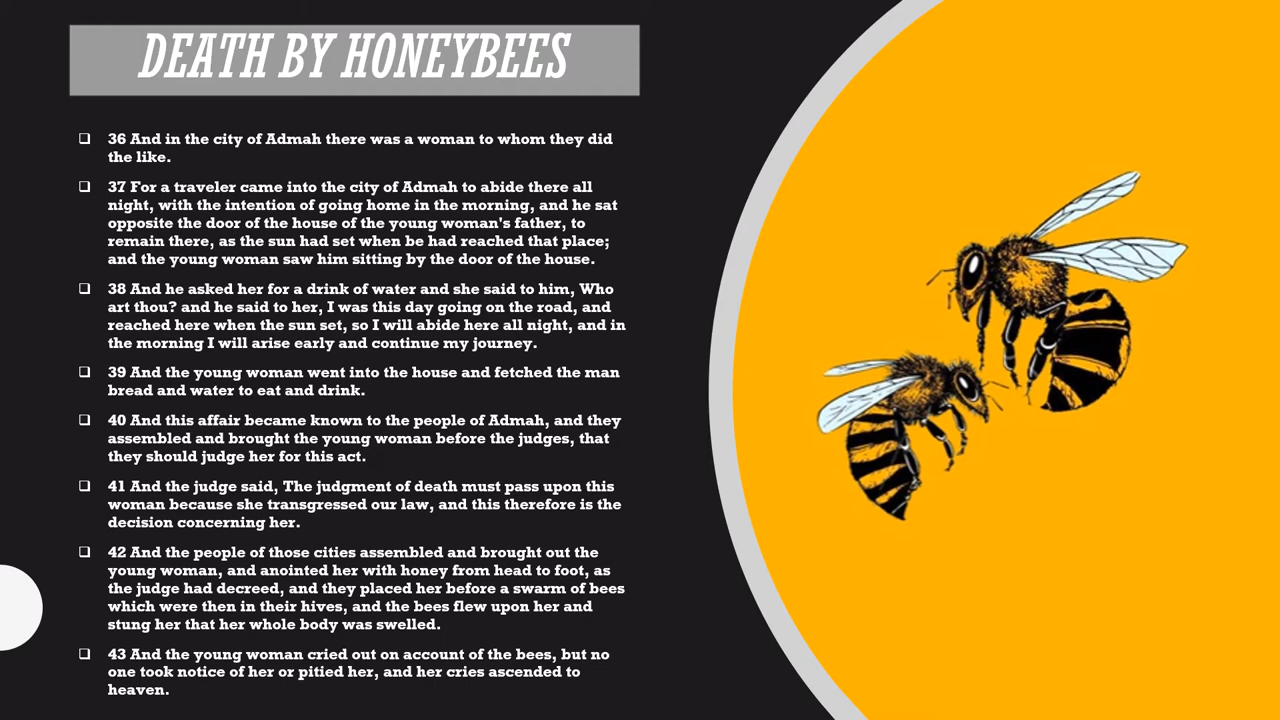 DEATH BY HONEYBEES
36 And in the city of Admah there was a woman to whom they did
the like.
37 For a traveler came into the city of Admah to abide there all
night, with the intention of going home in the morning, and he sat
opposite the door of the house of the young woman's father, to
remain there, as the sun had set when be had reached that place;
and the young woman saw him sitting by the door of the house.
38 And he asked her for a drink of water and she said to him, Who
art thou? and he said to her, I was this day going on the road, and
reached here when the sun set, so I will abide here all night, and in
the morning I will arise early and continue my journey.
39 And the young woman went into the house and fetched the man
bread and water to eat and drink.
40 And this affair became known to the people of Admah, and they
assembled and brought the young woman before the judges, that
they should judge her for this act.
41 And the judge said, The judgment of death must pass upon this
woman because she transgressed our law, and this therefore is the
decision concerning her.
42 And the people of those cities assembled and brought out the
young woman, and anointed her with honey from head to foot, as
the judge had decreed, and they placed her before a swarm of bees
which were then in their hives, and the bees flew upon her and
stung her that her whole body was swelled.
43 And the young woman cried out on account of the bees, but no
one took notice of her or pitied her, and her cries ascended to
heaven.